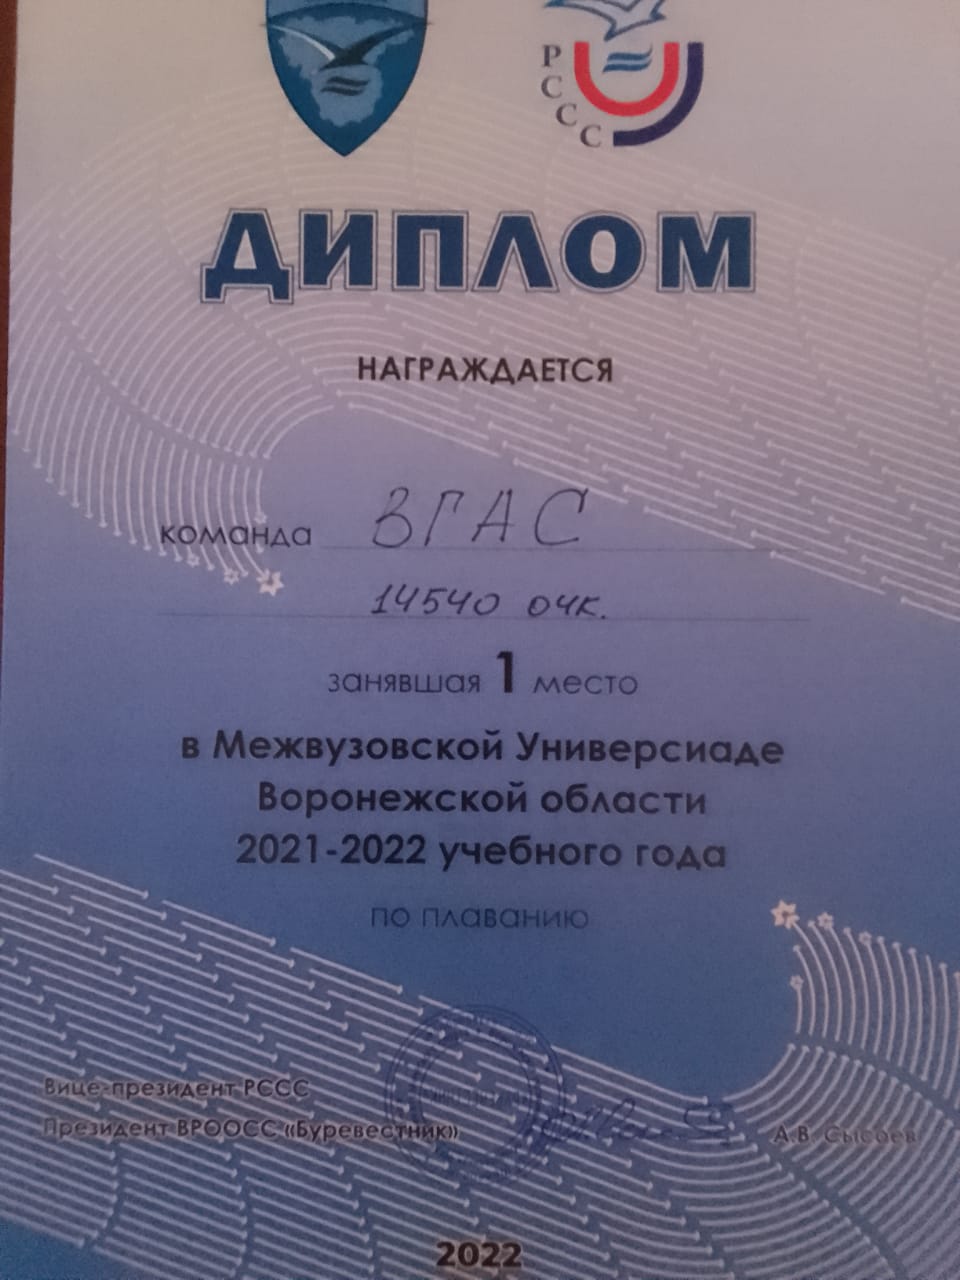 РССС
ДИПЛОМ
НАГРАЖДАЕТСЯ
команда ВГАС
14540 очк.
занявшая 1 место
в Межвузовской Универсиаде
Воронежской области
2021-2022 учебного года
по плаванию
Вице-президент РССС
Президент ВРООСС «Буревестник»
А.В. Сысоев
2022